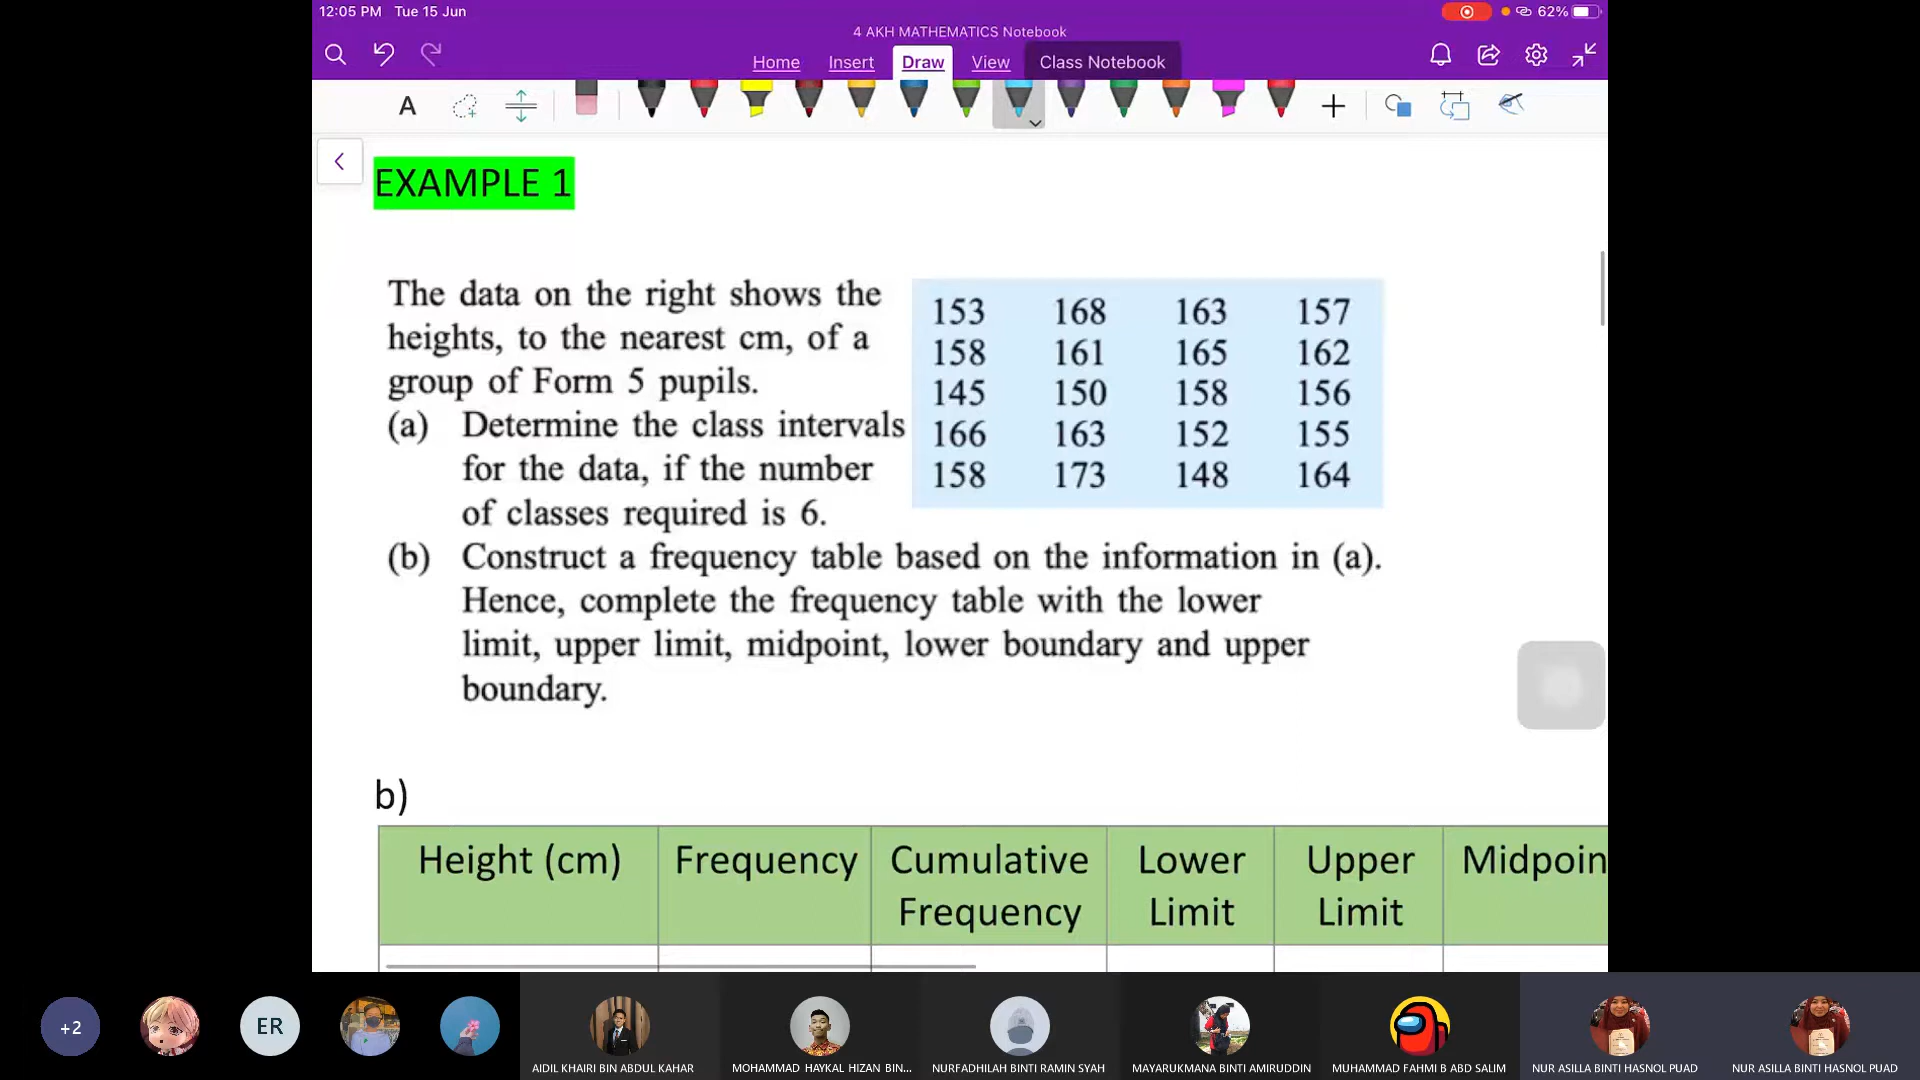 12:05 PM Tue 15 Jun
62%
4 AKH MATHEMATICS Notebook
Home Insert Draw View Class Notebook
A
EXAMPLE 1
The data on the right shows the
heights, to the nearest cm, of a
group of Form 5 pupils.
(a) Determine the class intervals
for the data, if the number
of classes required is 6.
153 168 163 157
158 161 165 162
145 150 158 156
166 163 152 155
158 173 148 164
(b) Construct a frequency table based on the information in (a).
Hence, complete the frequency table with the lower
limit, upper limit, midpoint, lower boundary and upper
boundary.
b)
Height (cm) Frequency Cumulative Lower Upper Midpoin
Frequency Limit Limit
+2
ER
AIDIL KHAIRI BIN ABDUL KAHAR
MOHAMMAD HAYKAL HIZAN BIN...
NURFADHILAH BINTI RAMIN SYAH
MAYARUKMANA BINTI AMIRUDDIN
MUHAMMAD FAHMI B ABD SALIM
NUR ASILLA BINTI HASNOL PUAD
NUR ASILLA BINTI HASNOL PUAD